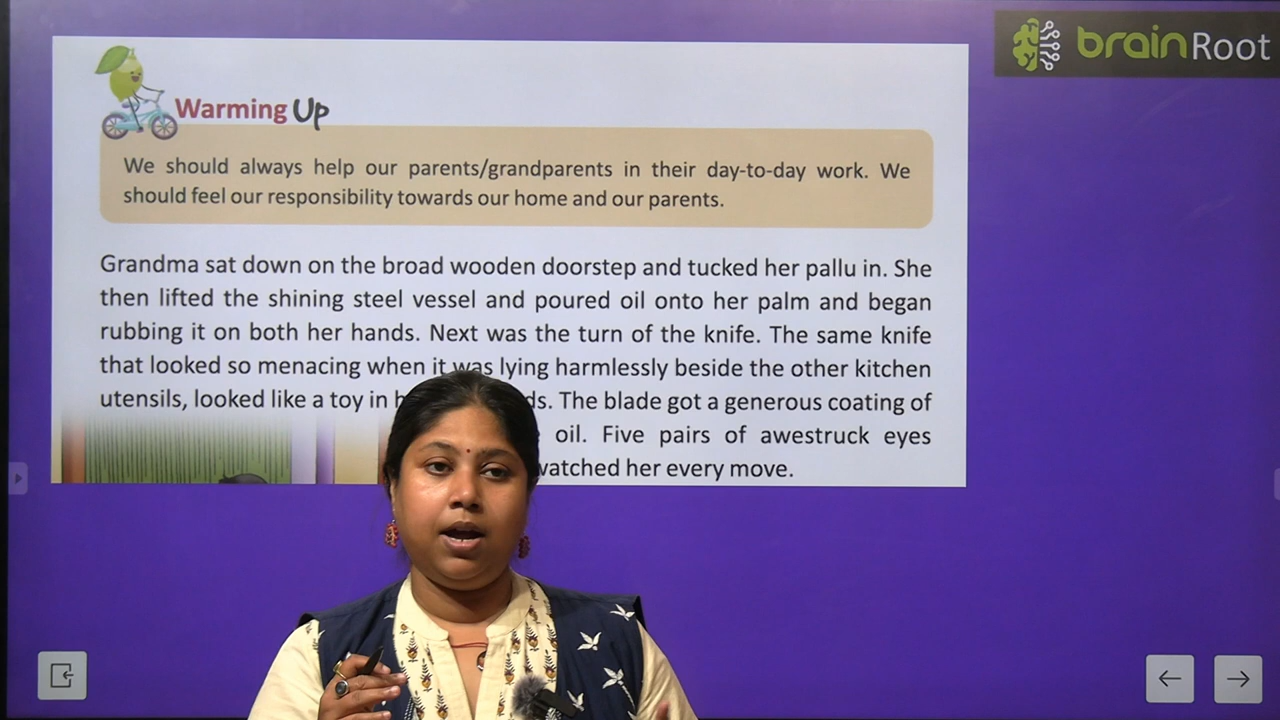 brainRoot
Warming Up
We should always help our parents/grandparents in their day-to-day work. We
should feel our responsibility towards our home and our parents.
Grandma sat down on the broad wooden doorstep and tucked her pallu in. She
then lifted the shining steel vessel and poured oil onto her palm and began
rubbing it on both her hands. Next was the turn of the knife. The same knife
that looked so menacing when it was lying harmlessly beside the other kitchen
utensils, looked like a toy in The blade got a generous coating of
oil. Five pairs of awestruck eyes
watched her every move.